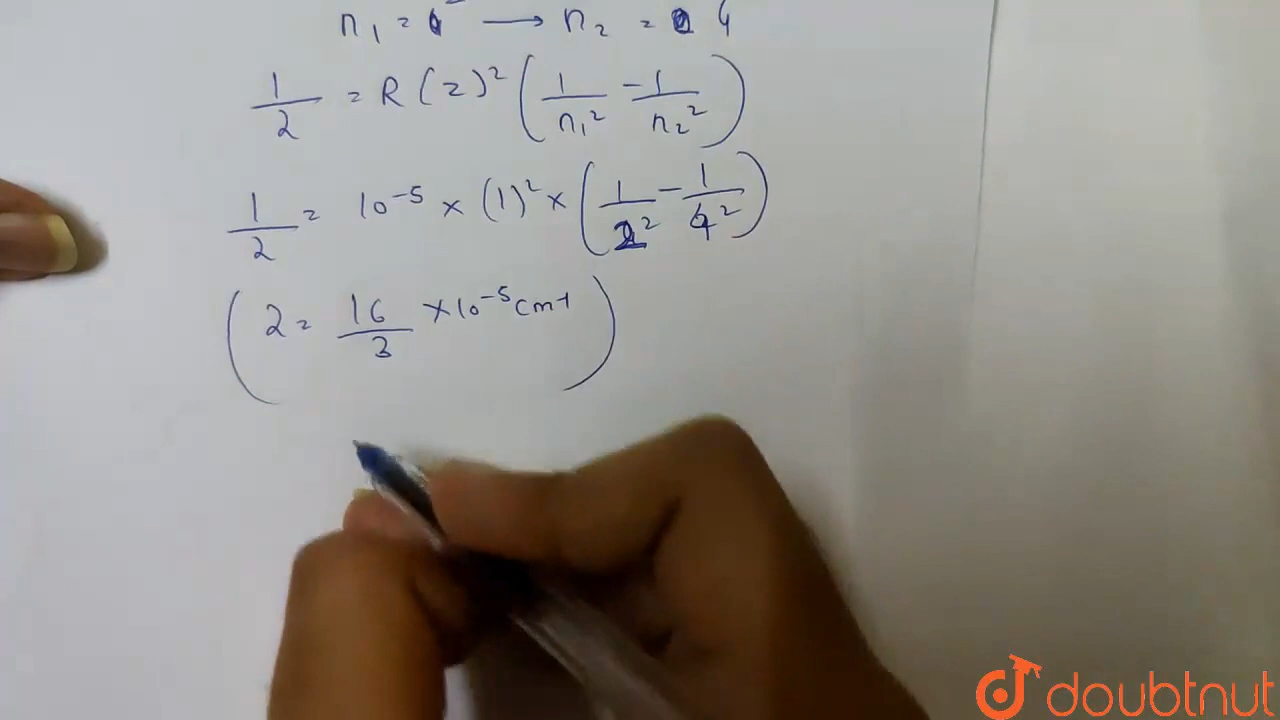 n₁ = 2 → n₂ = 4
1/λ = R(z)² (1/n₁² - 1/n₂²)
1/λ = 10⁻⁵ × (1)² × (1/2² - 1/4²)
(λ = 16/3 × 10⁻⁵ cm⁻¹)
doubtnut